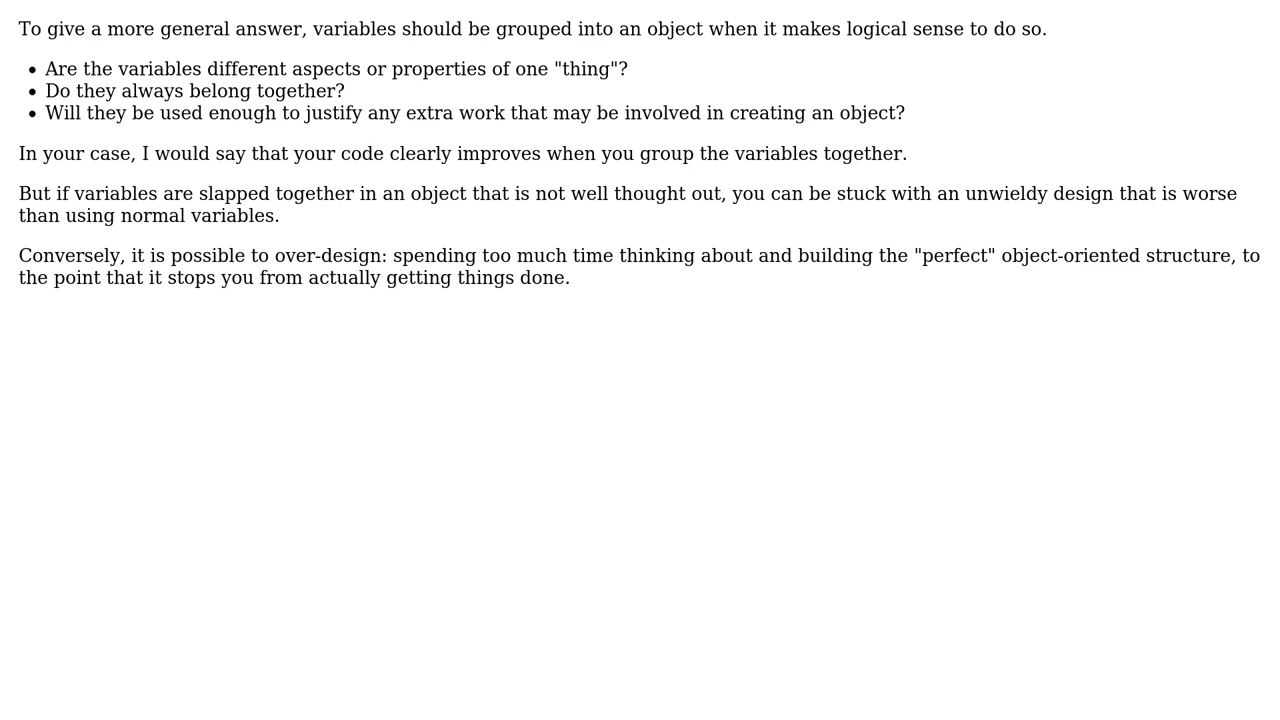 To give a more general answer, variables should be grouped into an object when it makes logical sense to do so.
• Are the variables different aspects or properties of one "thing"?
• Do they always belong together?
• Will they be used enough to justify any extra work that may be involved in creating an object?
In your case, I would say that your code clearly improves when you group the variables together.
But if variables are slapped together in an object that is not well thought out, you can be stuck with an unwieldy design that is worse
than using normal variables.
Conversely, it is possible to over-design: spending too much time thinking about and building the "perfect" object-oriented structure, to
the point that it stops you from actually getting things done.